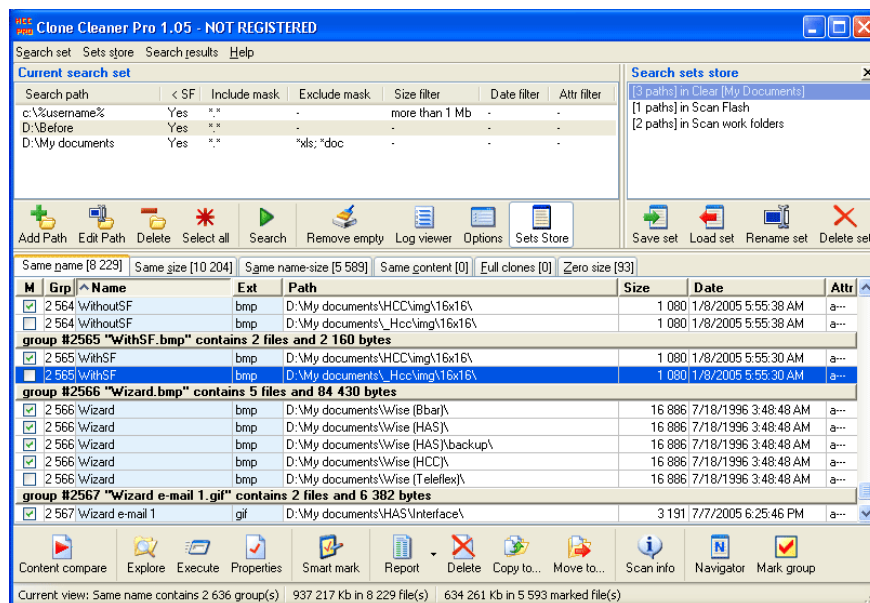 HCC PRO Clone Cleaner Pro 1.05 - NOT REGISTERED
Search set Sets store Search results Help
Current search set
Search sets store
Search path < SF Include mask Exclude mask Size filter Date filter Attr filter
c:\%username% Yes *.* - more than 1 Mb - -
D:\Before Yes *.* - - - -
D:\My documents Yes *.* *xls; *doc - - -
[3 paths] in Clear [My Documents]
[1 paths] in Scan Flash
[2 paths] in Scan work folders
Add Path Edit Path Delete Select all Search Remove empty Log viewer Options Sets Store
Save set Load set Rename set Delete set
Same name [8 229] Same size [10 204] Same name-size [5 589] Same content [0] Full clones [0] Zero size [93]
M Grp Name Ext Path Size Date Attr
2 564 WithoutSF bmp D:\My documents\HCC\img\16x16\ 1 080 1/8/2005 5:55:38 AM a---
2 564 WithoutSF bmp D:\My documents\_Hcc\img\16x16\ 1 080 1/8/2005 5:55:38 AM a---
group #2565 "WithSF.bmp" contains 2 files and 2 160 bytes
2 565 WithSF bmp D:\My documents\HCC\img\16x16\ 1 080 1/8/2005 5:55:30 AM a---
2 565 WithSF bmp D:\My documents\_Hcc\img\16x16\ 1 080 1/8/2005 5:55:30 AM a---
group #2566 "Wizard.bmp" contains 5 files and 84 430 bytes
2 566 Wizard bmp D:\My documents\Wise (Bbar)\ 16 886 7/18/1996 3:48:48 AM a---
2 566 Wizard bmp D:\My documents\Wise (HAS)\ 16 886 7/18/1996 3:48:48 AM a---
2 566 Wizard bmp D:\My documents\Wise (HAS)\backup\ 16 886 7/18/1996 3:48:48 AM a---
2 566 Wizard bmp D:\My documents\Wise (HCC)\ 16 886 7/18/1996 3:48:48 AM a---
2 566 Wizard bmp D:\My documents\Wise (Teleflex)\ 16 886 7/18/1996 3:48:48 AM a---
group #2567 "Wizard e-mail 1.gif" contains 2 files and 6 382 bytes
2 567 Wizard e-mail 1 gif D:\My documents\HAS\Interface\ 3 191 7/7/2005 6:25:46 PM a---
Content compare Explore Execute Properties Smart mark Report Delete Copy to... Move to... Scan info Navigator Mark group
Current view: Same name contains 2 636 group(s) 937 217 Kb in 8 229 file(s) 634 261 Kb in 5 593 marked file(s)